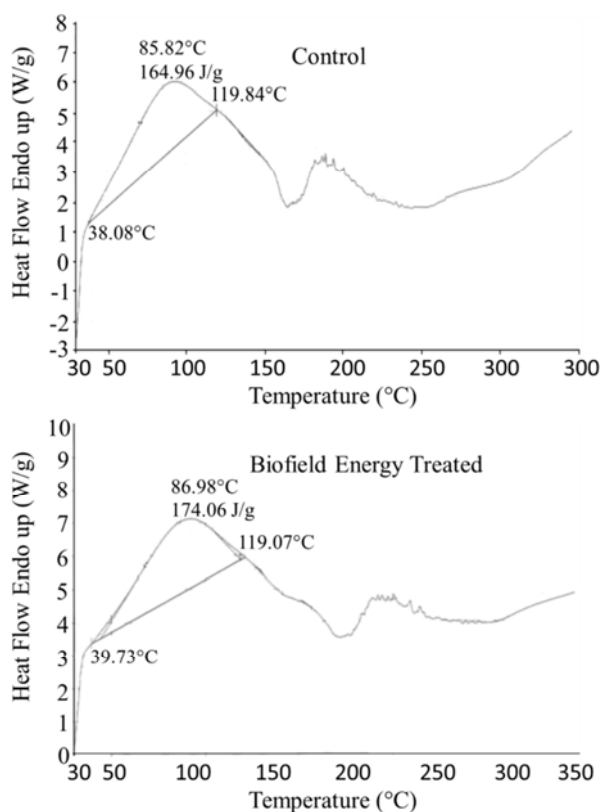 8
7
6
5
4
3
2
1
0
-1
-2
-3
Heat Flow Endo up (W/g)
85.82°C
164.96 J/g
119.84°C
38.08°C
Control
30 50 100 150 200 250 300 300
Temperature (°C)
10
9
8
7
6
5
4
3
2
1
0
Heat Flow Endo up (W/g)
Biofield Energy Treated
86.98°C
174.06 J/g
119.07°C
39.73°C
30 50 100 150 200 250 300 350
Temperature (°C)